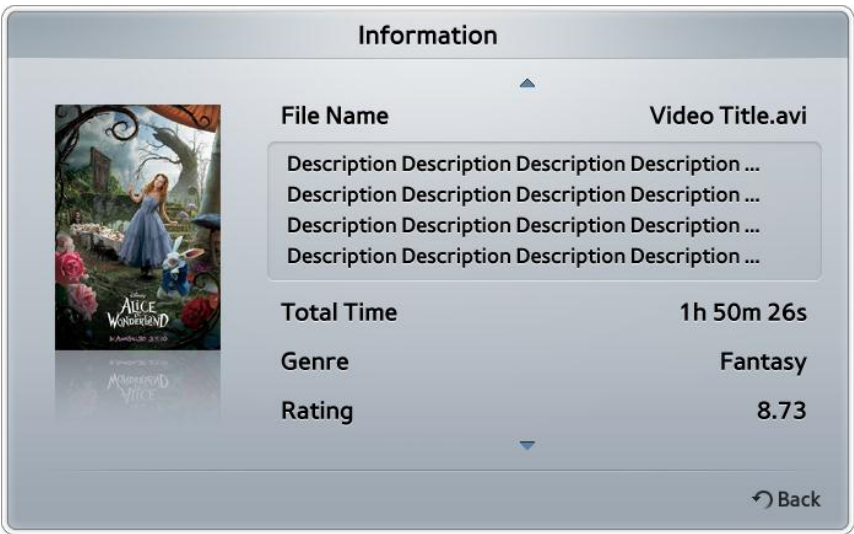 Information
File Name Video Title.avi
Description Description Description Description ...
Description Description Description Description ...
Description Description Description Description ...
Description Description Description Description ...
Disney
ALICE
IN
WONDERLAND
Total Time 1h 50m 26s
Genre Fantasy
Rating 8.73
Back